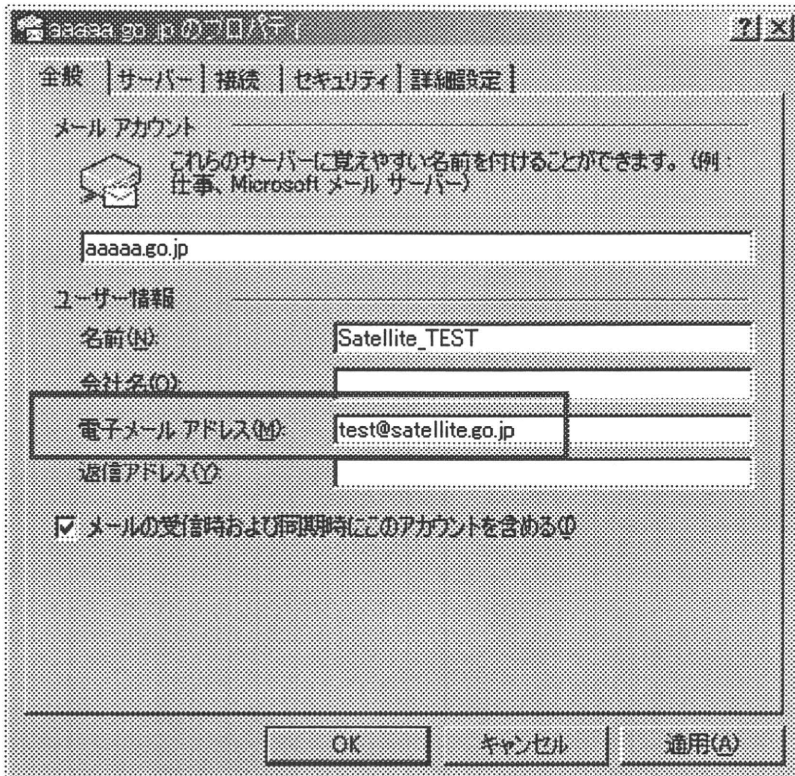 aaaaa.go.jp のプロパティ
全般 サーバー 接続 セキュリティ 詳細設定
メール アカウント
これらのサーバーに覚えやすい名前を付けることができます。(例:
仕事、Microsoft メール サーバー)
aaaaa.go.jp
ユーザー情報
名前(N): Satellite_TEST
会社名(O):
電子メール アドレス(M): test@satellite.go.jp
返信アドレス(Y):
メールの受信時および同期時にこのアカウントを含める(I)
OK キャンセル 適用(A)